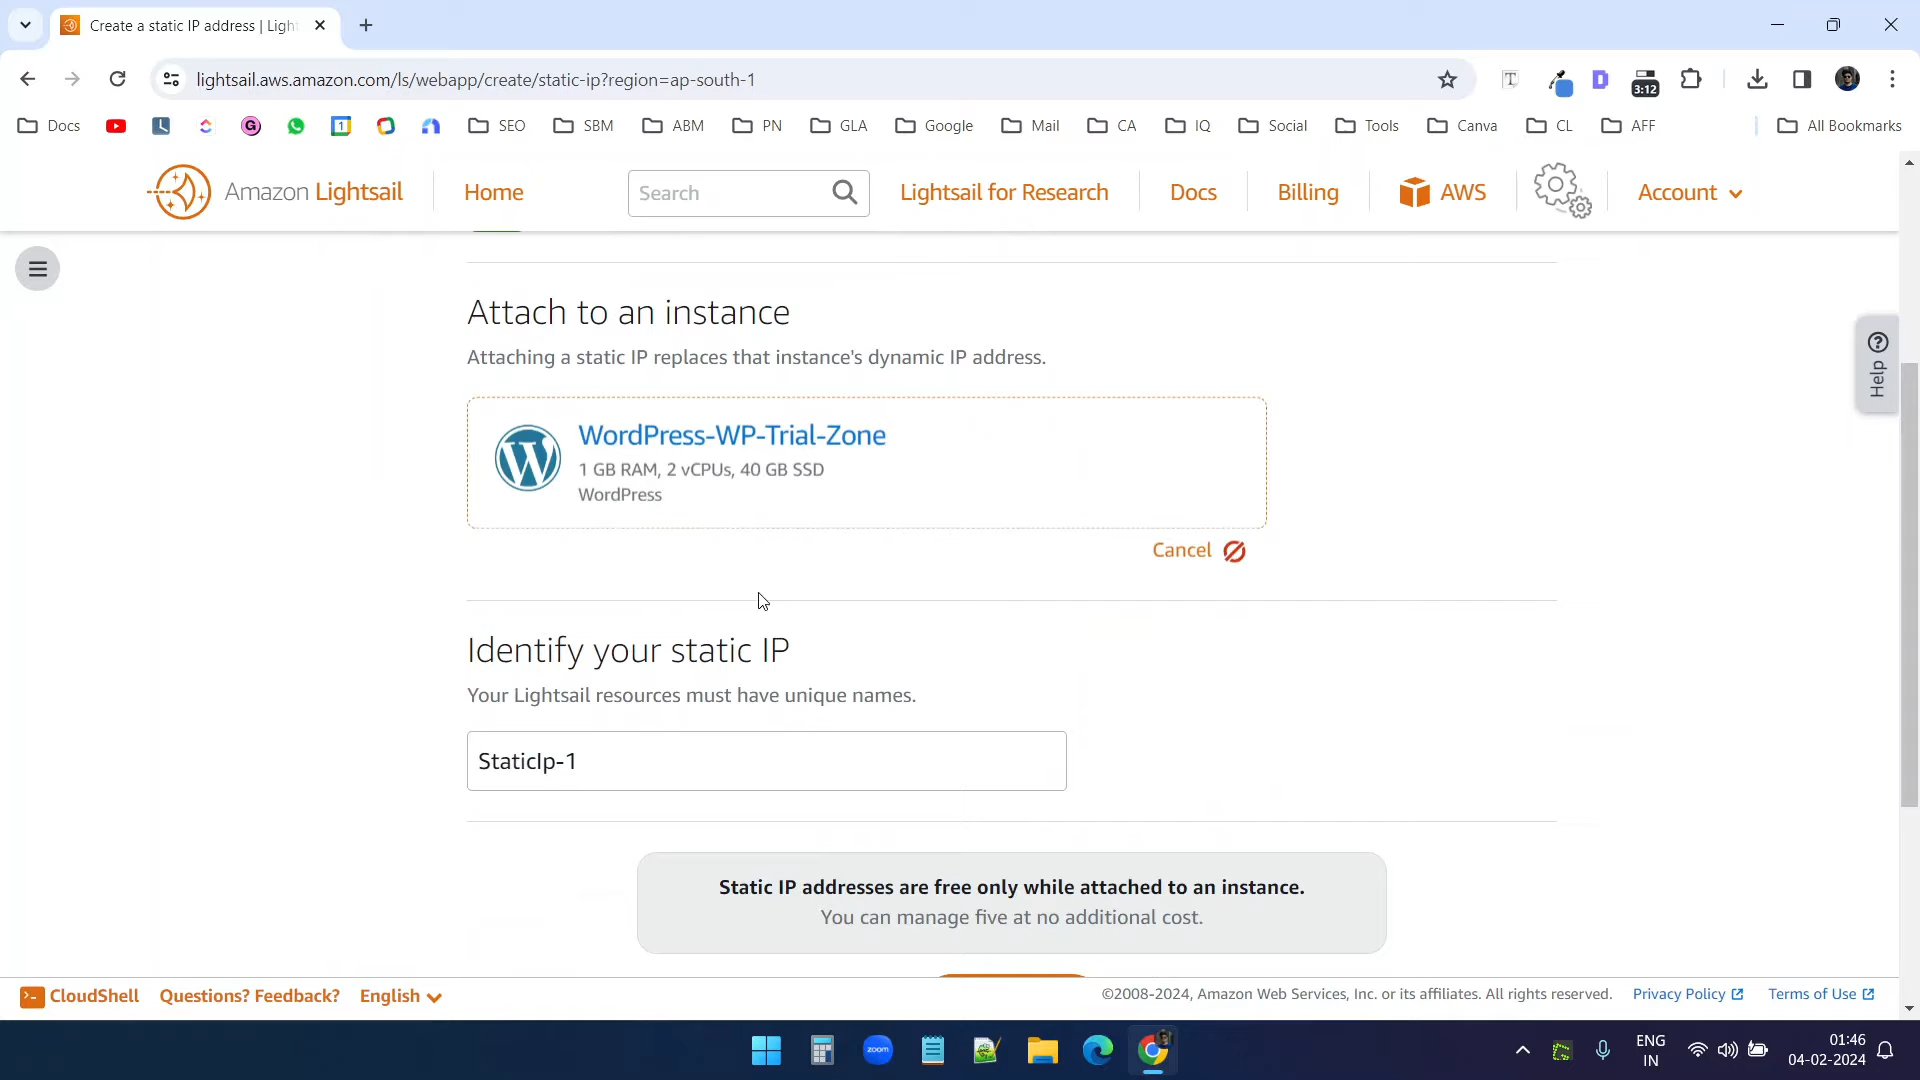 Create a static IP address | Ligh
lightsail.aws.amazon.com/ls/webapp/create/static-ip?region=ap-south-1
T
D
3:12
Docs
G
1
SEO
SBM
ABM
PN
GLA
Google
Mail
CA
IQ
Social
Tools
Canva
CL
AFF
All Bookmarks
Amazon Lightsail
Home
Search
Lightsail for Research
Docs
Billing
AWS
Account
Help
Attach to an instance
Attaching a static IP replaces that instance's dynamic IP address.
WordPress-WP-Trial-Zone
1 GB RAM, 2 vCPUs, 40 GB SSD
WordPress
Cancel
Identify your static IP
Your Lightsail resources must have unique names.
StaticIp-1
Static IP addresses are free only while attached to an instance.
You can manage five at no additional cost.
CloudShell
Questions? Feedback?
English
©2008-2024, Amazon Web Services, Inc. or its affiliates. All rights reserved.
Privacy Policy
Terms of Use
zoom
ENG
IN
01:46
04-02-2024